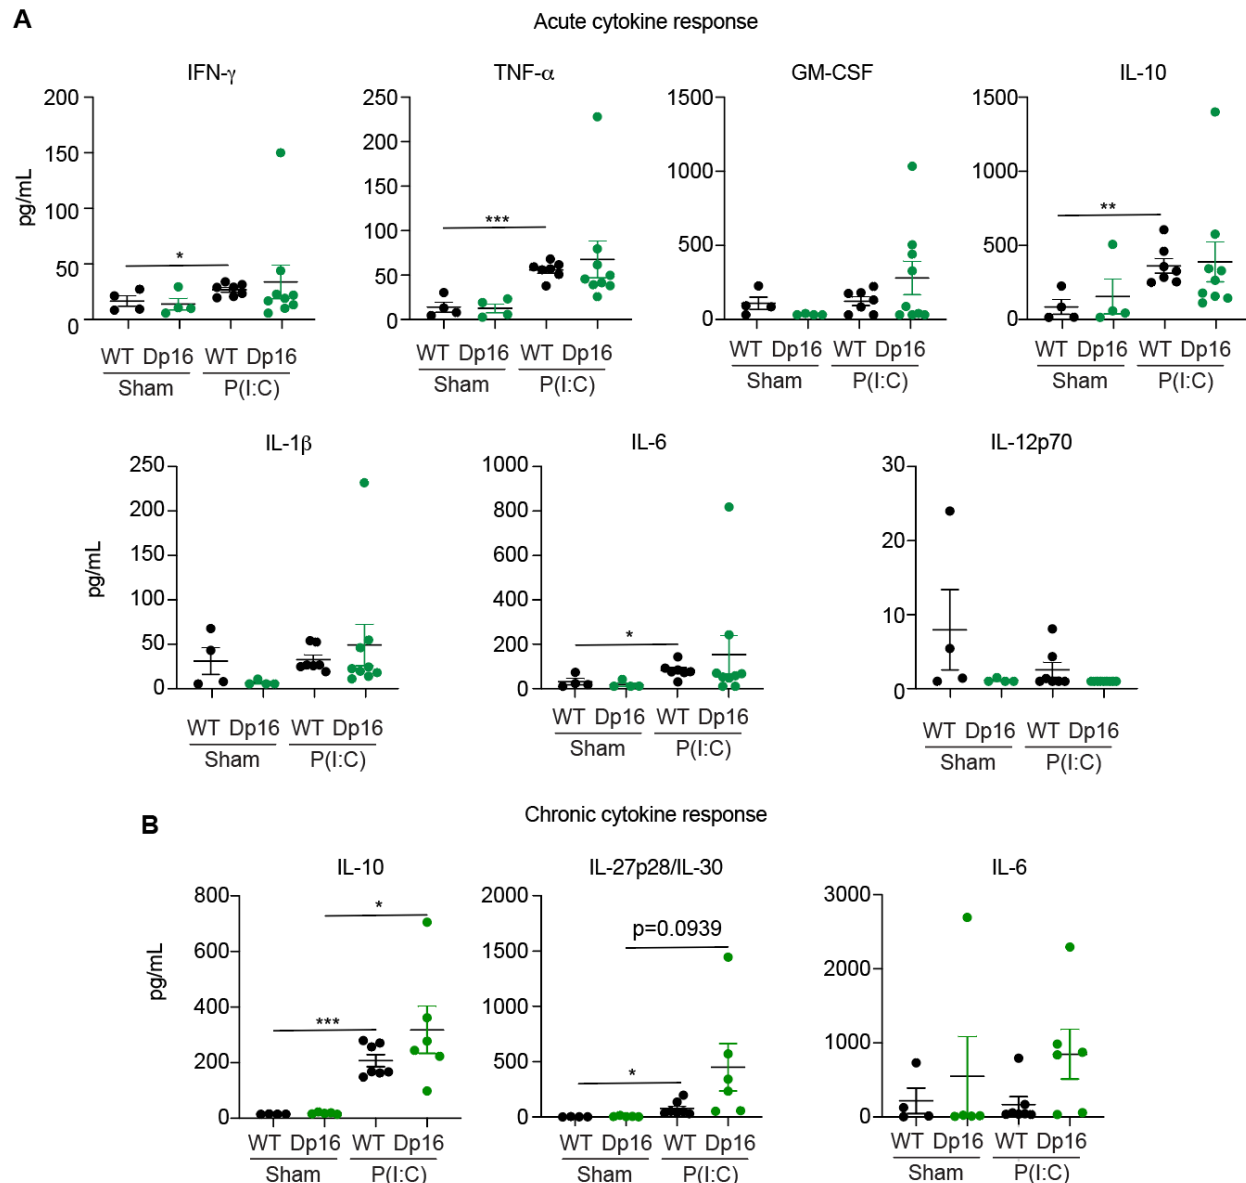 A
Acute cytokine response
IFN-γ
TNF-α
GM-CSF
IL-10
pg/mL
200
150
100
50
0
*
WT Dp16 WT Dp16
Sham P(I:C)
250
200
150
100
50
0
***
WT Dp16 WT Dp16
Sham P(I:C)
1500
1000
500
0
WT Dp16 WT Dp16
Sham P(I:C)
1500
1000
500
0
**
WT Dp16 WT Dp16
Sham P(I:C)
IL-1β
IL-6
IL-12p70
pg/mL
250
200
150
100
50
0
WT Dp16 WT Dp16
Sham P(I:C)
1000
800
600
400
200
0
*
WT Dp16 WT Dp16
Sham P(I:C)
30
20
10
0
WT Dp16 WT Dp16
Sham P(I:C)
B
Chronic cytokine response
IL-10
IL-27p28/IL-30
IL-6
pg/mL
800
600
400
200
0
*
***
WT Dp16 WT Dp16
Sham P(I:C)
2000
1500
1000
500
0
p=0.0939
*
WT Dp16 WT Dp16
Sham P(I:C)
3000
2000
1000
0
WT Dp16 WT Dp16
Sham P(I:C)